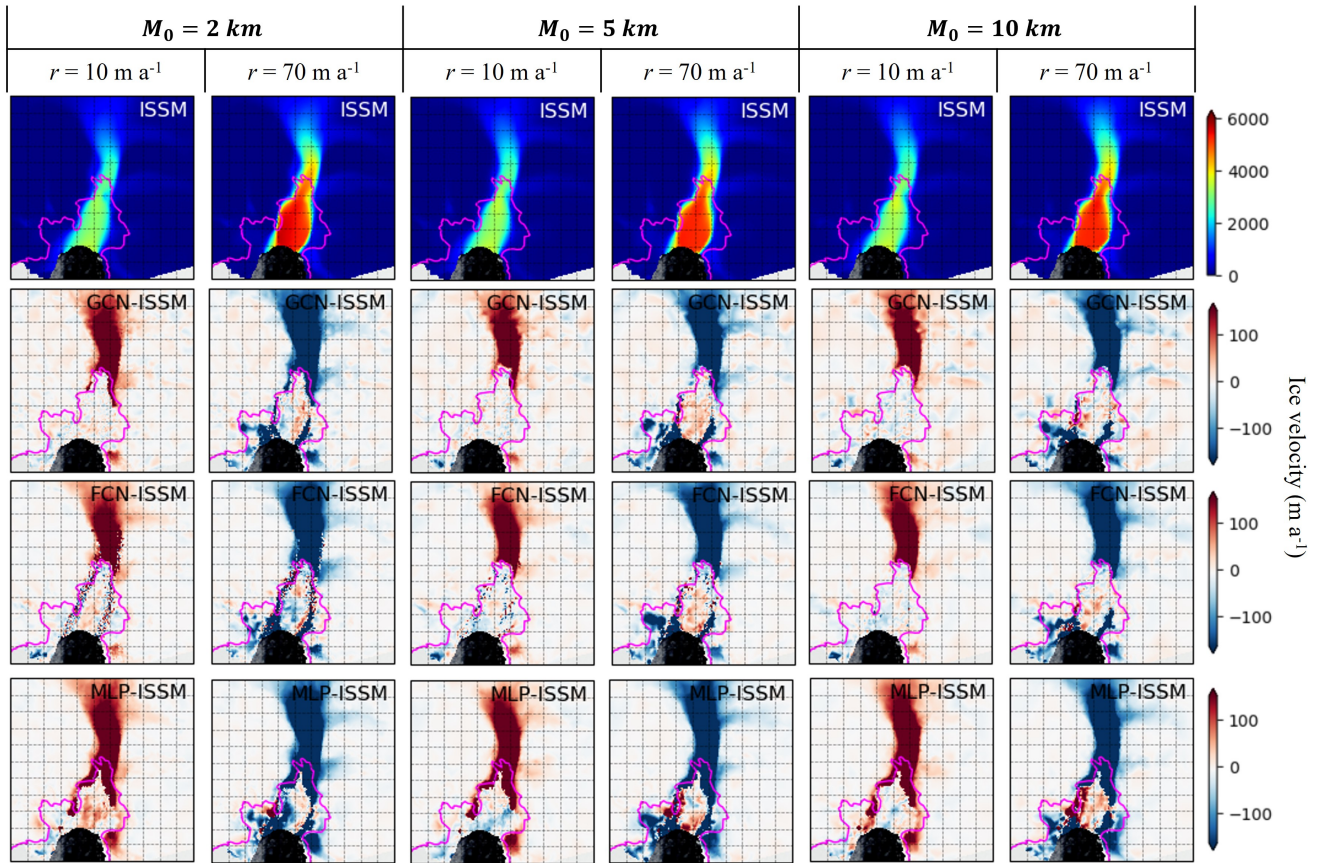 M₀ = 2 km M₀ = 5 km M₀ = 10 km
r = 10 m a⁻¹ r = 70 m a⁻¹ r = 10 m a⁻¹ r = 70 m a⁻¹ r = 10 m a⁻¹ r = 70 m a⁻¹
ISSM ISSM ISSM ISSM ISSM ISSM
6000
4000
2000
0
GCN-ISSM GCN-ISSM GCN-ISSM GCN-ISSM GCN-ISSM GCN-ISSM
100
0
−100
Ice velocity (m a⁻¹)
FCN-ISSM FCN-ISSM FCN-ISSM FCN-ISSM FCN-ISSM FCN-ISSM
100
0
−100
MLP-ISSM MLP-ISSM MLP-ISSM MLP-ISSM MLP-ISSM MLP-ISSM
100
0
−100